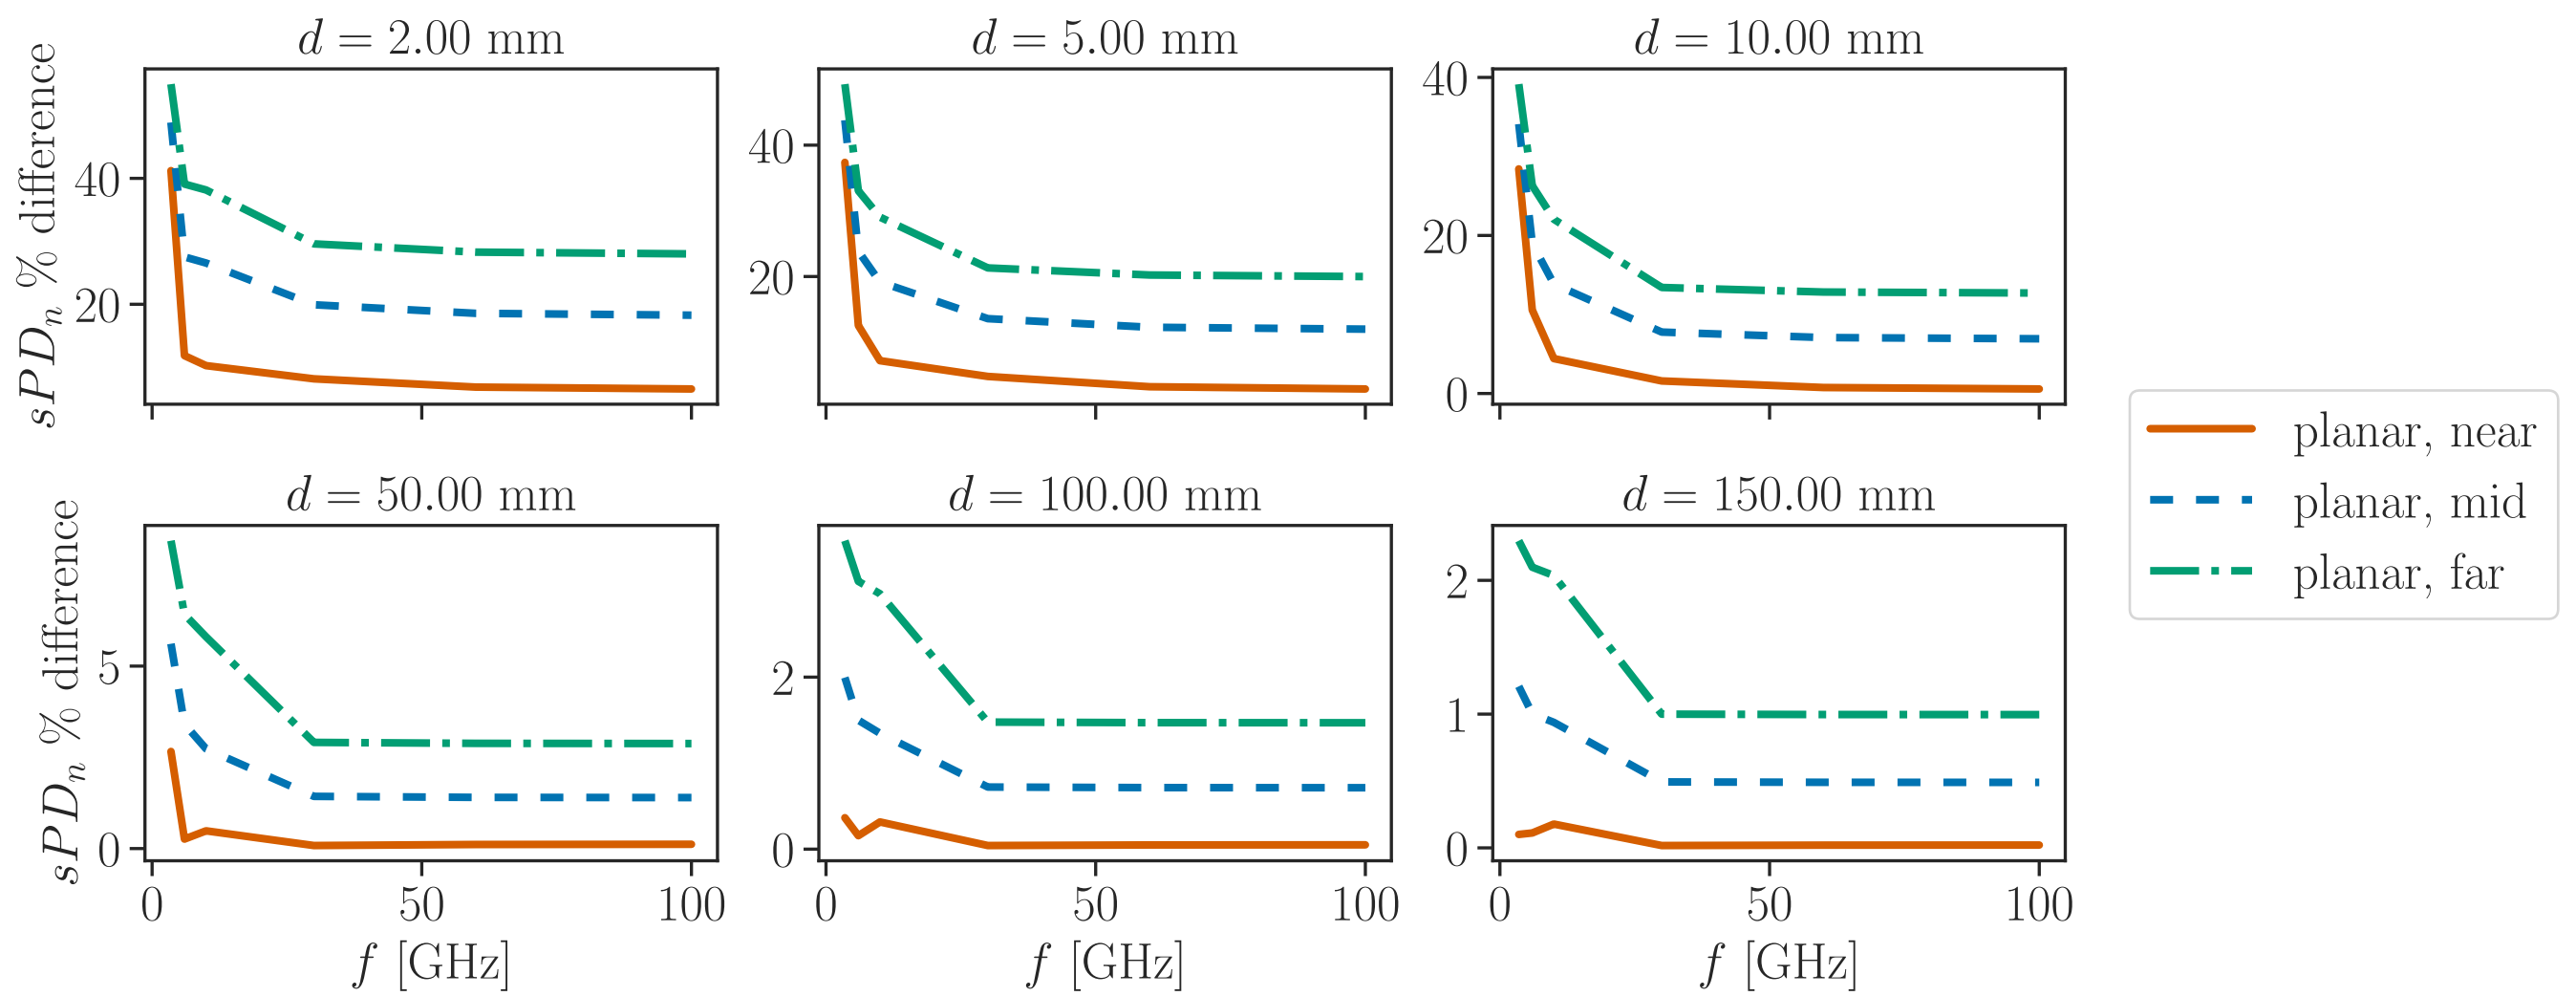 d = 2.00 mm
d = 5.00 mm
d = 10.00 mm
sPDₙ % difference
40
20
40
20
40
20
0
planar, near
planar, mid
planar, far
d = 50.00 mm
d = 100.00 mm
d = 150.00 mm
sPDₙ % difference
5
0
2
0
2
1
0
0 50 100
0 50 100
0 50 100
f [GHz]
f [GHz]
f [GHz]